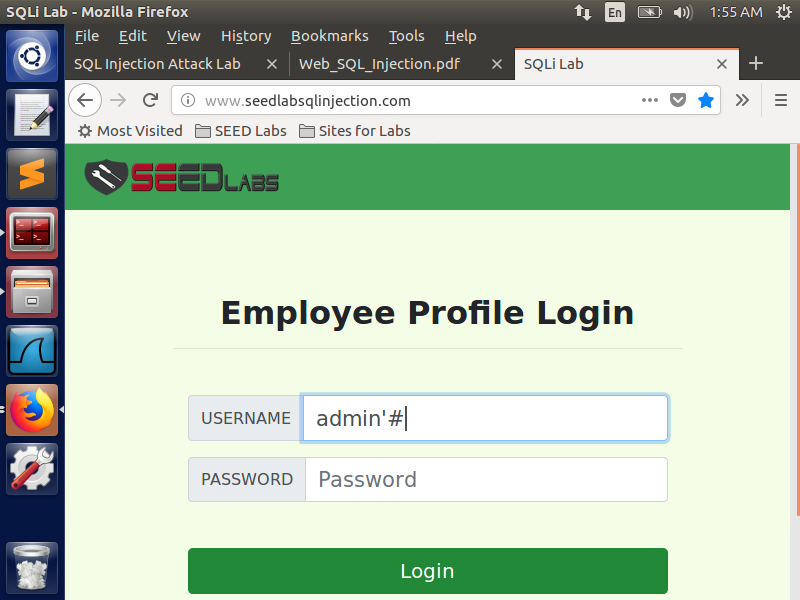 SQLi Lab - Mozilla Firefox En 1:55 AM
File Edit View History Bookmarks Tools Help
SQL Injection Attack Lab Web_SQL_Injection.pdf SQLi Lab
www.seedlabsqlinjection.com
Most Visited SEED Labs Sites for Labs
SEEDLABS
Employee Profile Login
USERNAME admin'#
PASSWORD Password
Login